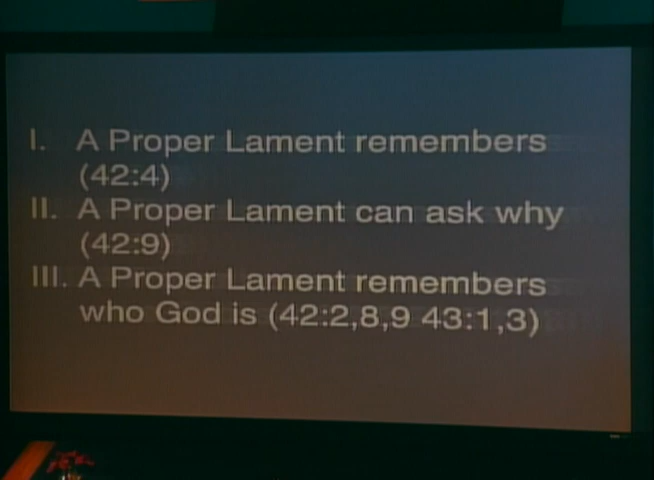 I. A Proper Lament remembers
(42:4)
II. A Proper Lament can ask why
(42:9)
III. A Proper Lament remembers
who God is (42:2,8,9 43:1,3)